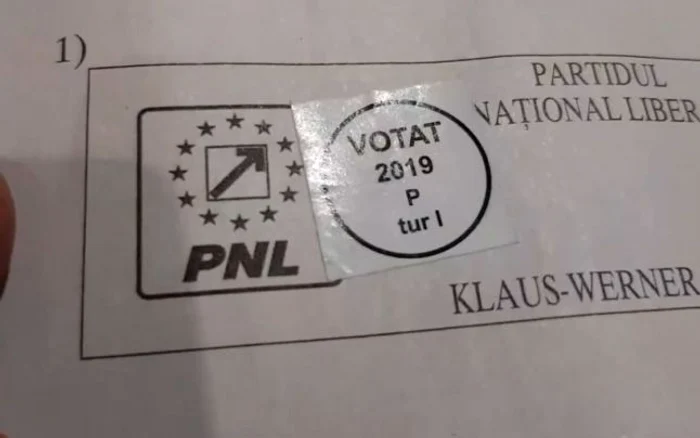 1)
PARTIDUL
NAȚIONAL LIBER
PNL
VOTAT
2019
P
tur I
KLAUS-WERNER